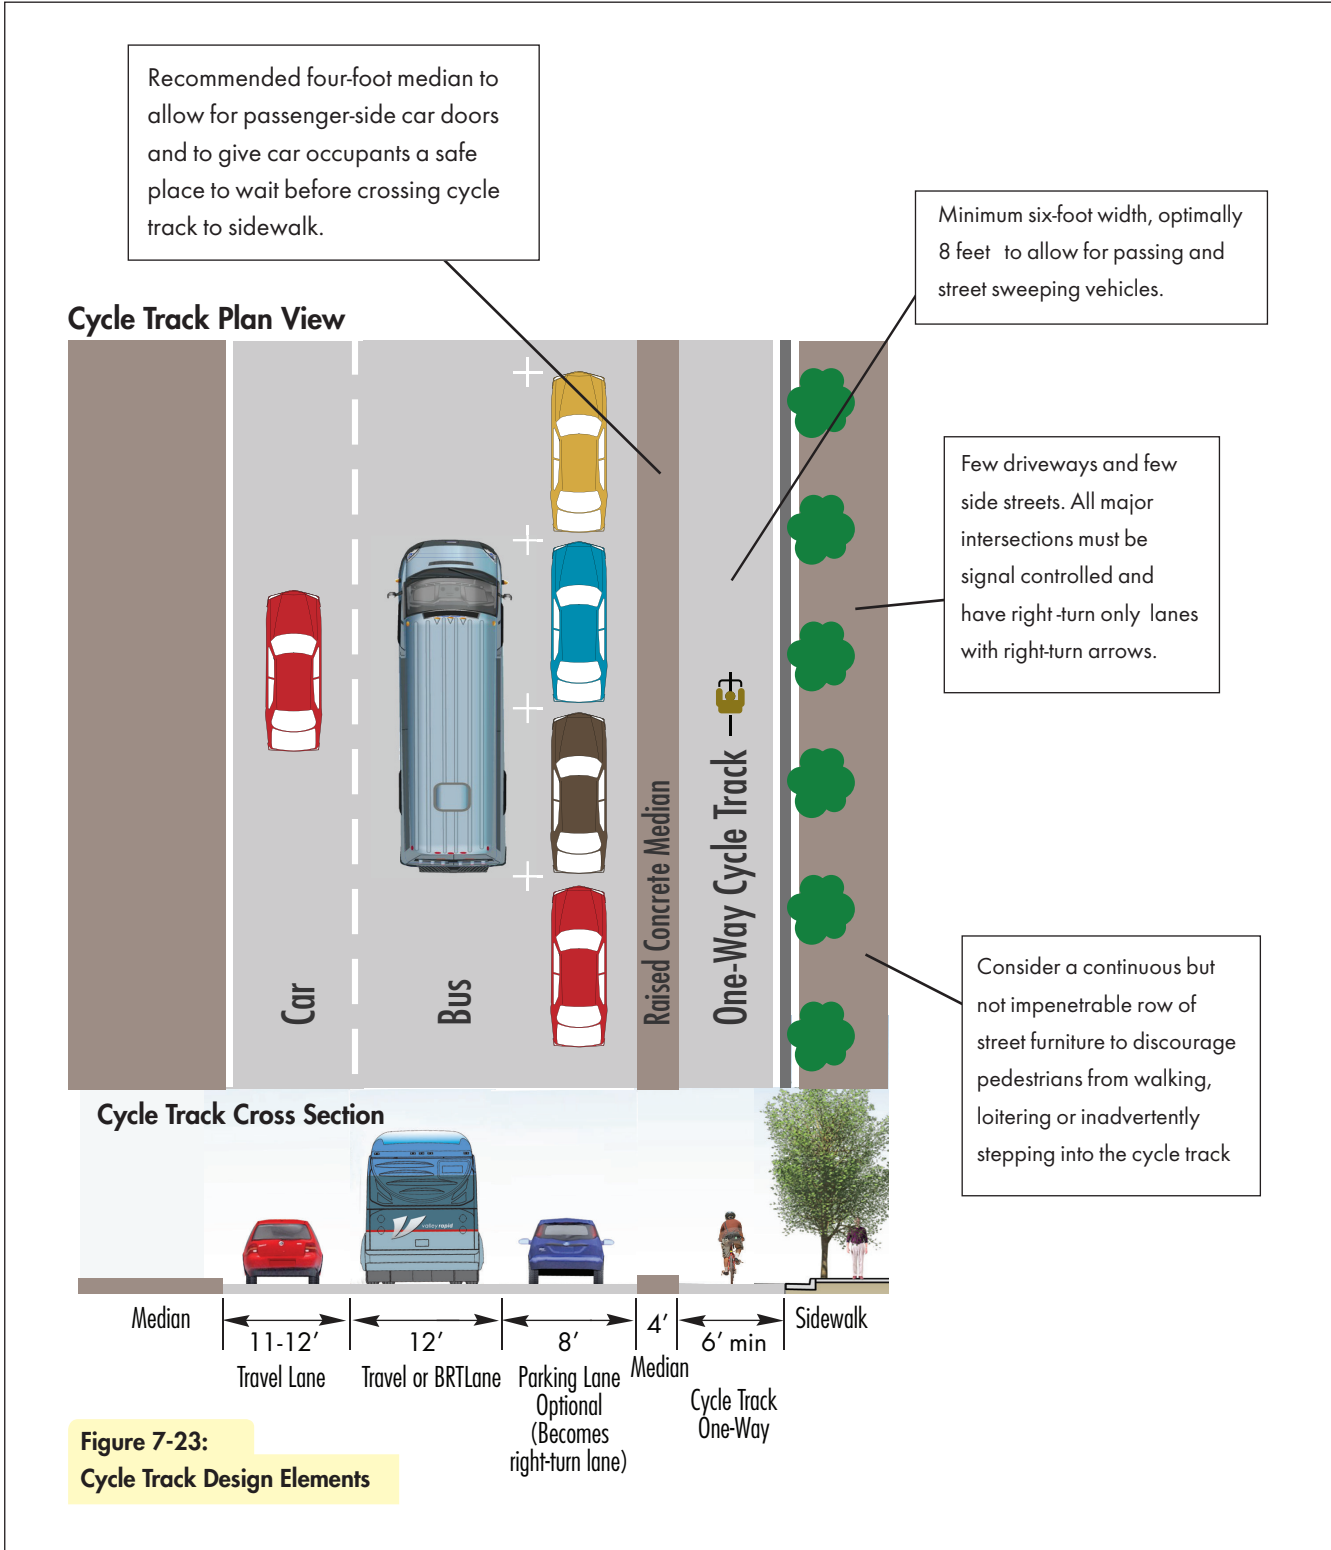 Recommended four-foot median to
allow for passenger-side car doors
and to give car occupants a safe
place to wait before crossing cycle
track to sidewalk.
Minimum six-foot width, optimally
8 feet to allow for passing and
street sweeping vehicles.
Cycle Track Plan View
Few driveways and few
side streets. All major
intersections must be
signal controlled and
have right-turn only lanes
with right-turn arrows.
Car
Bus
Raised Concrete Median
One-Way Cycle Track
Consider a continuous but
not impenetrable row of
street furniture to discourage
pedestrians from walking,
loitering or inadvertently
stepping into the cycle track
Cycle Track Cross Section
valley rapid
Median
11-12'
Travel Lane
12'
Travel or BRTLane
8'
Parking Lane
Optional
(Becomes
right-turn lane)
4'
Median
6' min
Cycle Track
One-Way
Sidewalk
Figure 7-23:
Cycle Track Design Elements